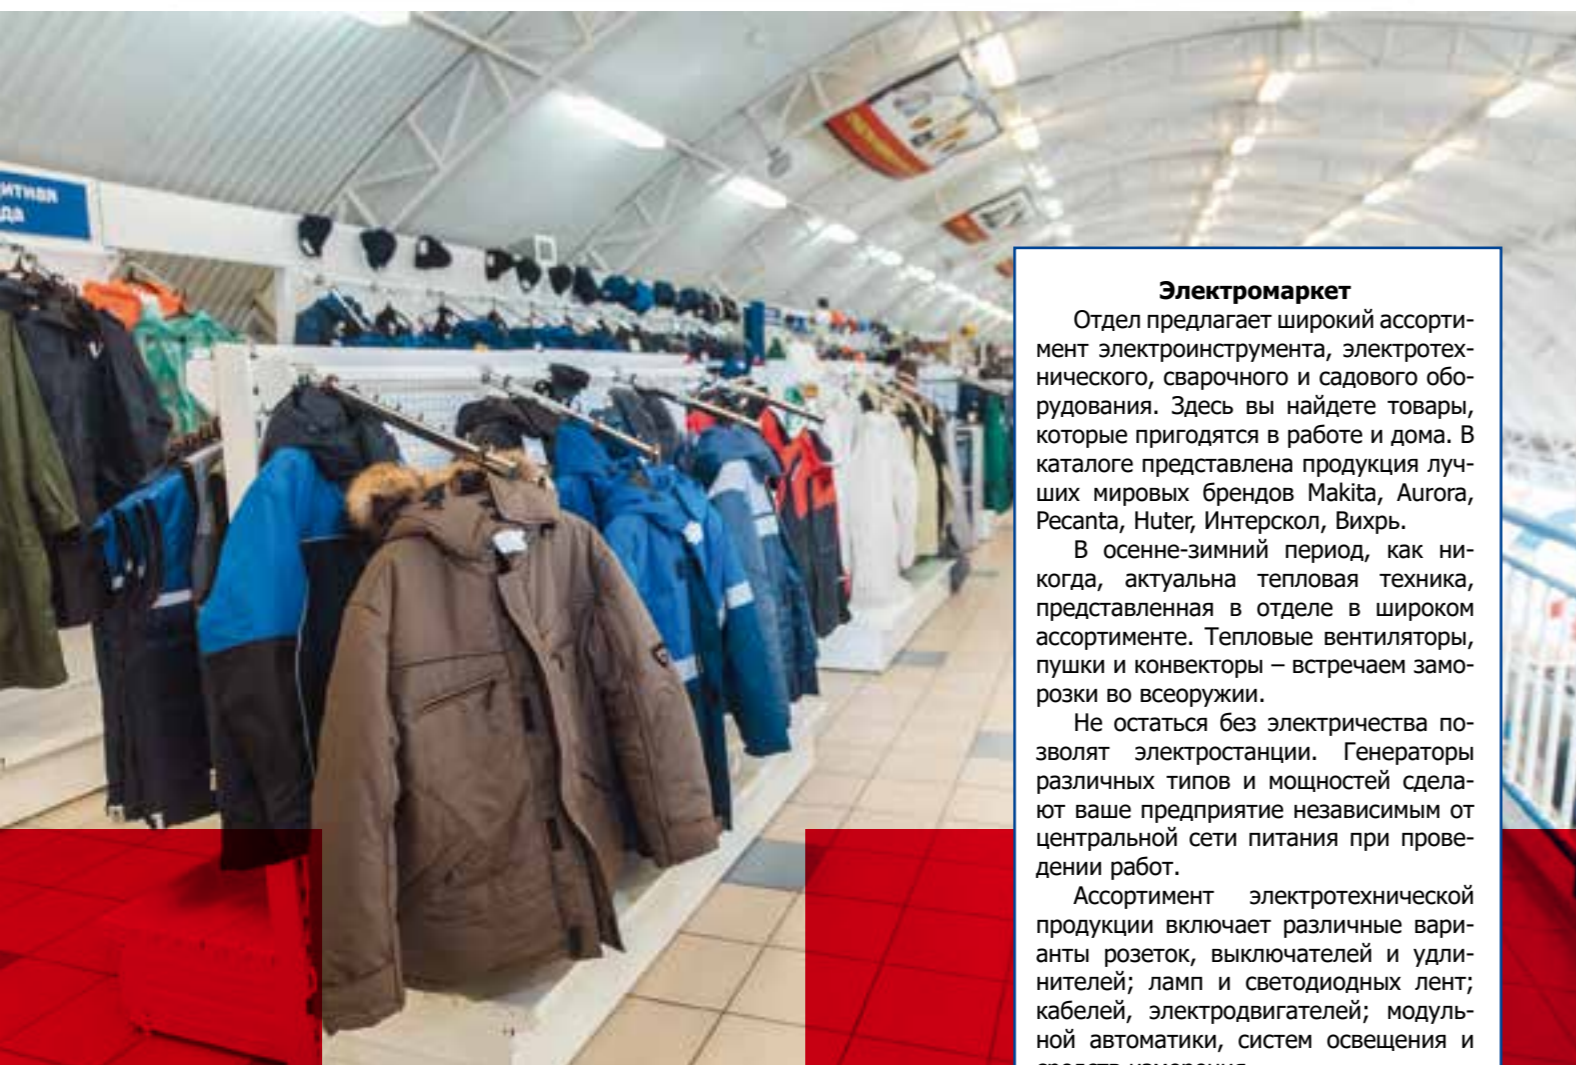 итная
да
Электромаркет
Отдел предлагает широкий ассорти-
мент электроинструмента, электротех-
нического, сварочного и садового обо-
рудования. Здесь вы найдете товары,
которые пригодятся в работе и дома. В
каталоге представлена продукция луч-
ших мировых брендов Makita, Aurora,
Ресanta, Huter, Интерскол, Вихрь.
В осенне-зимний период, как ни-
когда, актуальна тепловая техника,
представленная в отделе в широком
ассортименте. Тепловые вентиляторы,
пушки и конвекторы – встречаем замо-
розки во всеоружии.
Не остаться без электричества по-
зволят электростанции. Генераторы
различных типов и мощностей сдела-
ют ваше предприятие независимым от
центральной сети питания при прове-
дении работ.
Ассортимент электротехнической
продукции включает различные вари-
анты розеток, выключателей и удли-
нителей; ламп и светодиодных лент;
кабелей, электродвигателей; модуль-
ной автоматики, систем освещения и